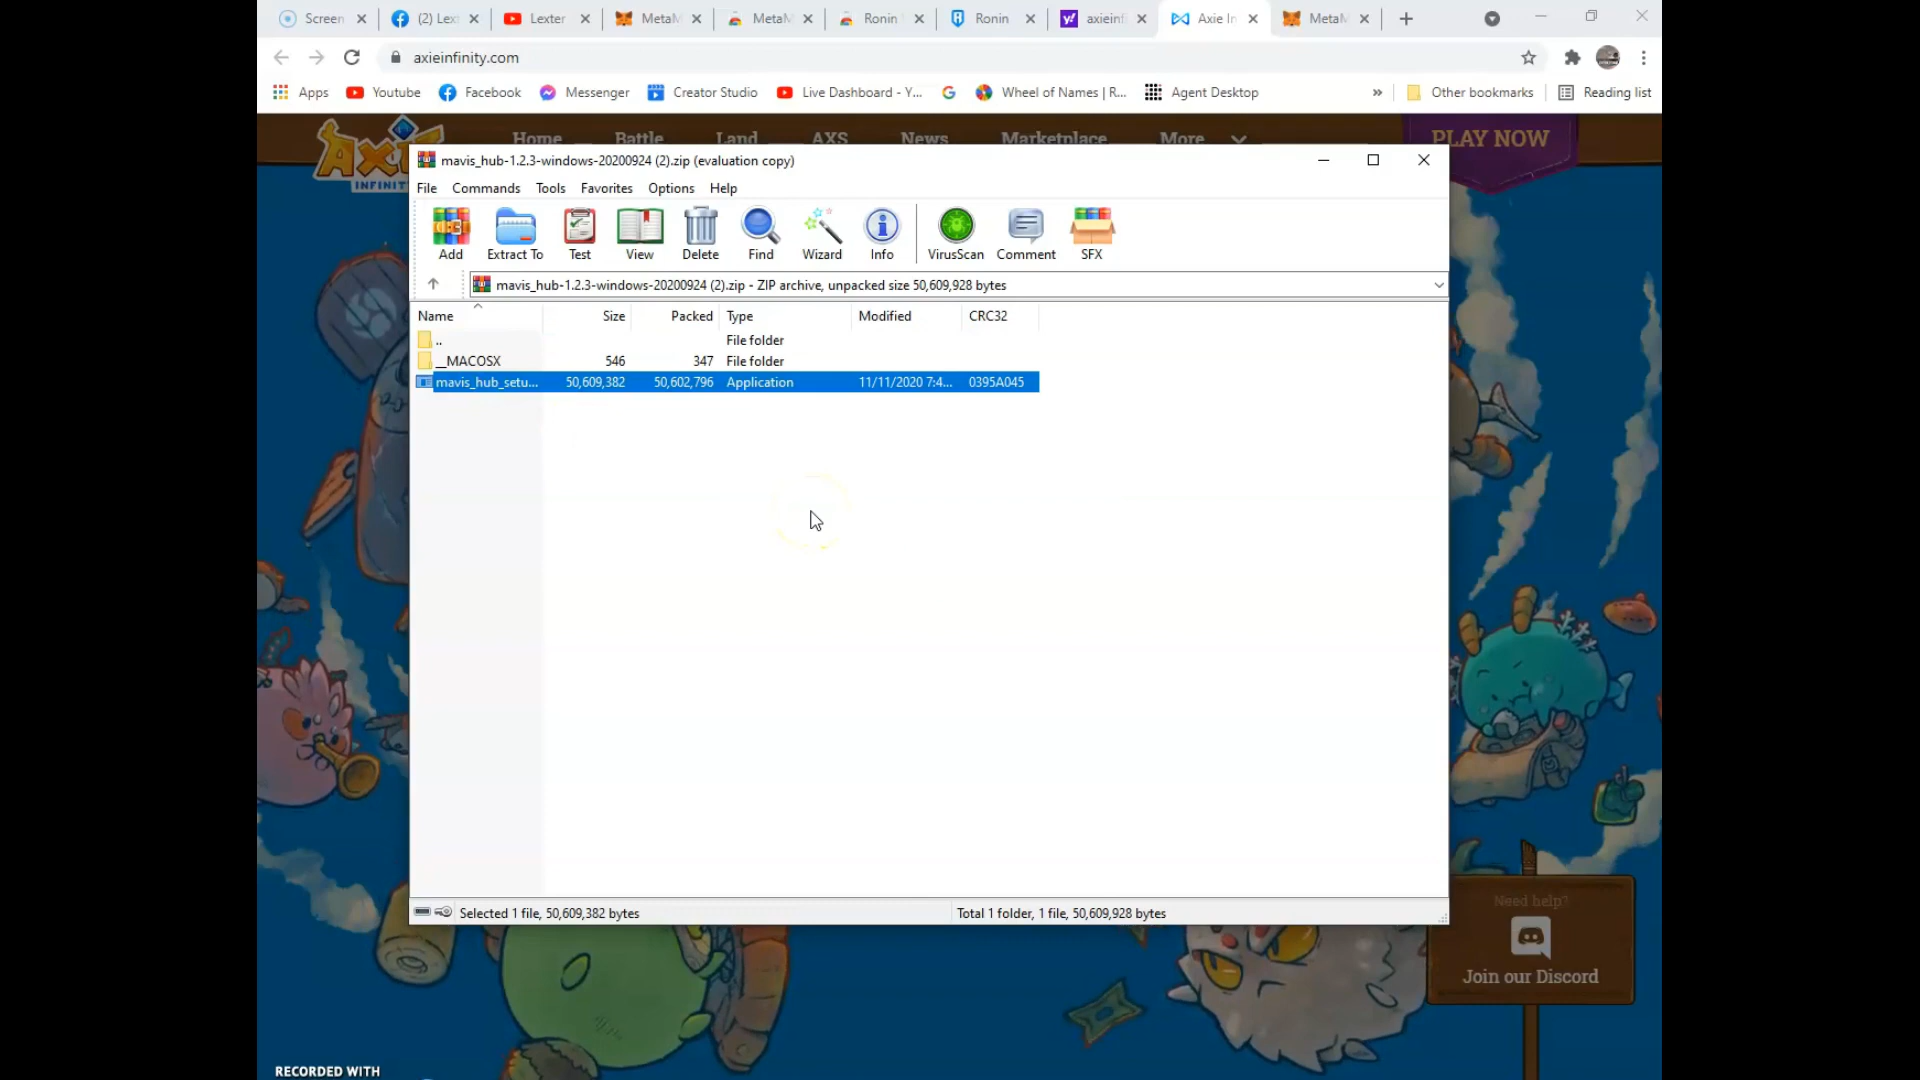 Screen
(2) Lex
Lexter
MetaM
MetaM
Ronin
Ronin
axieinf
Axie In
MetaM
axieinfinity.com
Apps
Youtube
Facebook
Messenger
Creator Studio
Live Dashboard - Y...
Wheel of Names | R...
Agent Desktop
»
Other bookmarks
Reading list
Home
Battle
Land
AXS
News
Marketplace
More
PLAY NOW
mavis_hub-1.2.3-windows-20200924 (2).zip (evaluation copy)
File Commands Tools Favorites Options Help
Add
Extract To
Test
View
Delete
Find
Wizard
Info
VirusScan
Comment
SFX
mavis_hub-1.2.3-windows-20200924 (2).zip - ZIP archive, unpacked size 50,609,928 bytes
Name Size Packed Type Modified CRC32
.. File folder
__MACOSX 546 347 File folder
mavis_hub_setu... 50,609,382 50,602,796 Application 11/11/2020 7:4... 0395A045
Selected 1 file, 50,609,382 bytes
Total 1 folder, 1 file, 50,609,928 bytes
Need help?
Join our Discord
RECORDED WITH